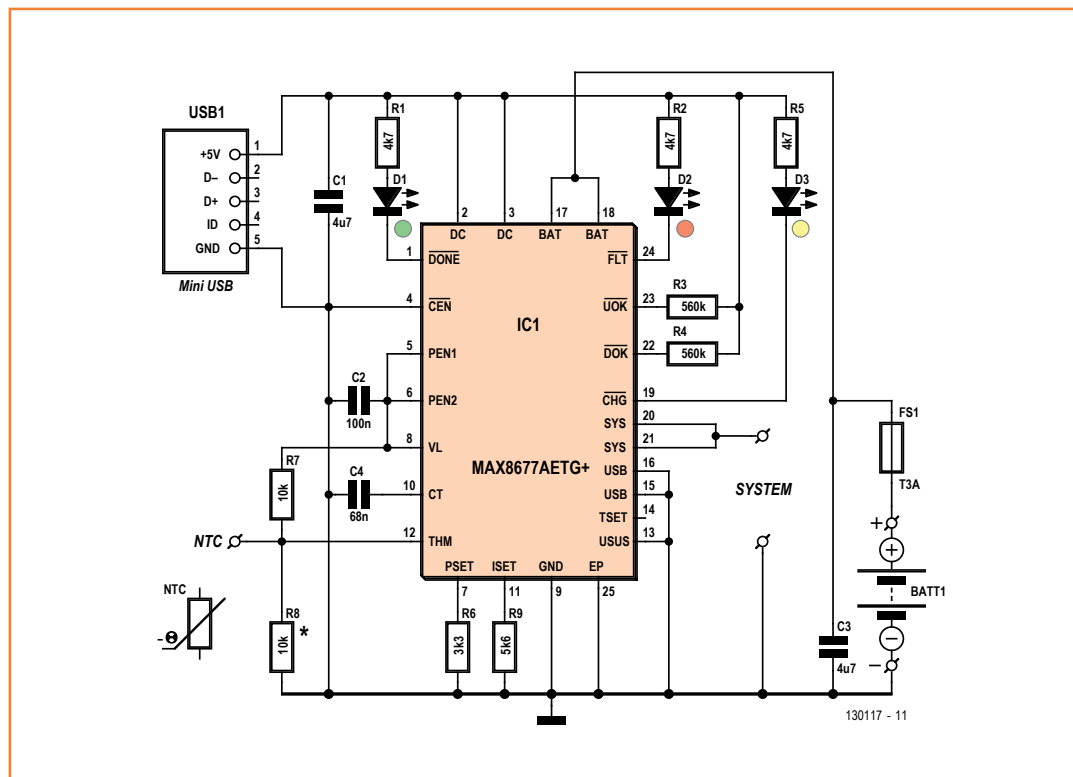 USB1
+5V 1
D– 2
D+ 3
ID 4
GND 5
Mini USB
C1
4u7
R1
4k7
D1
R2
4k7
D2
R5
4k7
D3
2 3 17 18
DC DC BAT BAT
1 DONE
FLT 24
4 CEN
UOK 23
R3
560k
IC1
R4
5 PEN1
DOK 22
560k
C2
100n
6 PEN2
CHG 19
SYS 20
8 VL
SYS 21
R7
10k
C4
68n
MAX8677AETG+
USB 16
10 CT
USB 15
TSET 14
12 THM
USUS 13
SYSTEM
NTC
PSET ISET GND EP
7 11 9 25
NTC
-Θ
R8
10k
*
R6
3k3
R9
5k6
FS1
T3A
+
+
BATT1
−
–
C3
4u7
130117 - 11